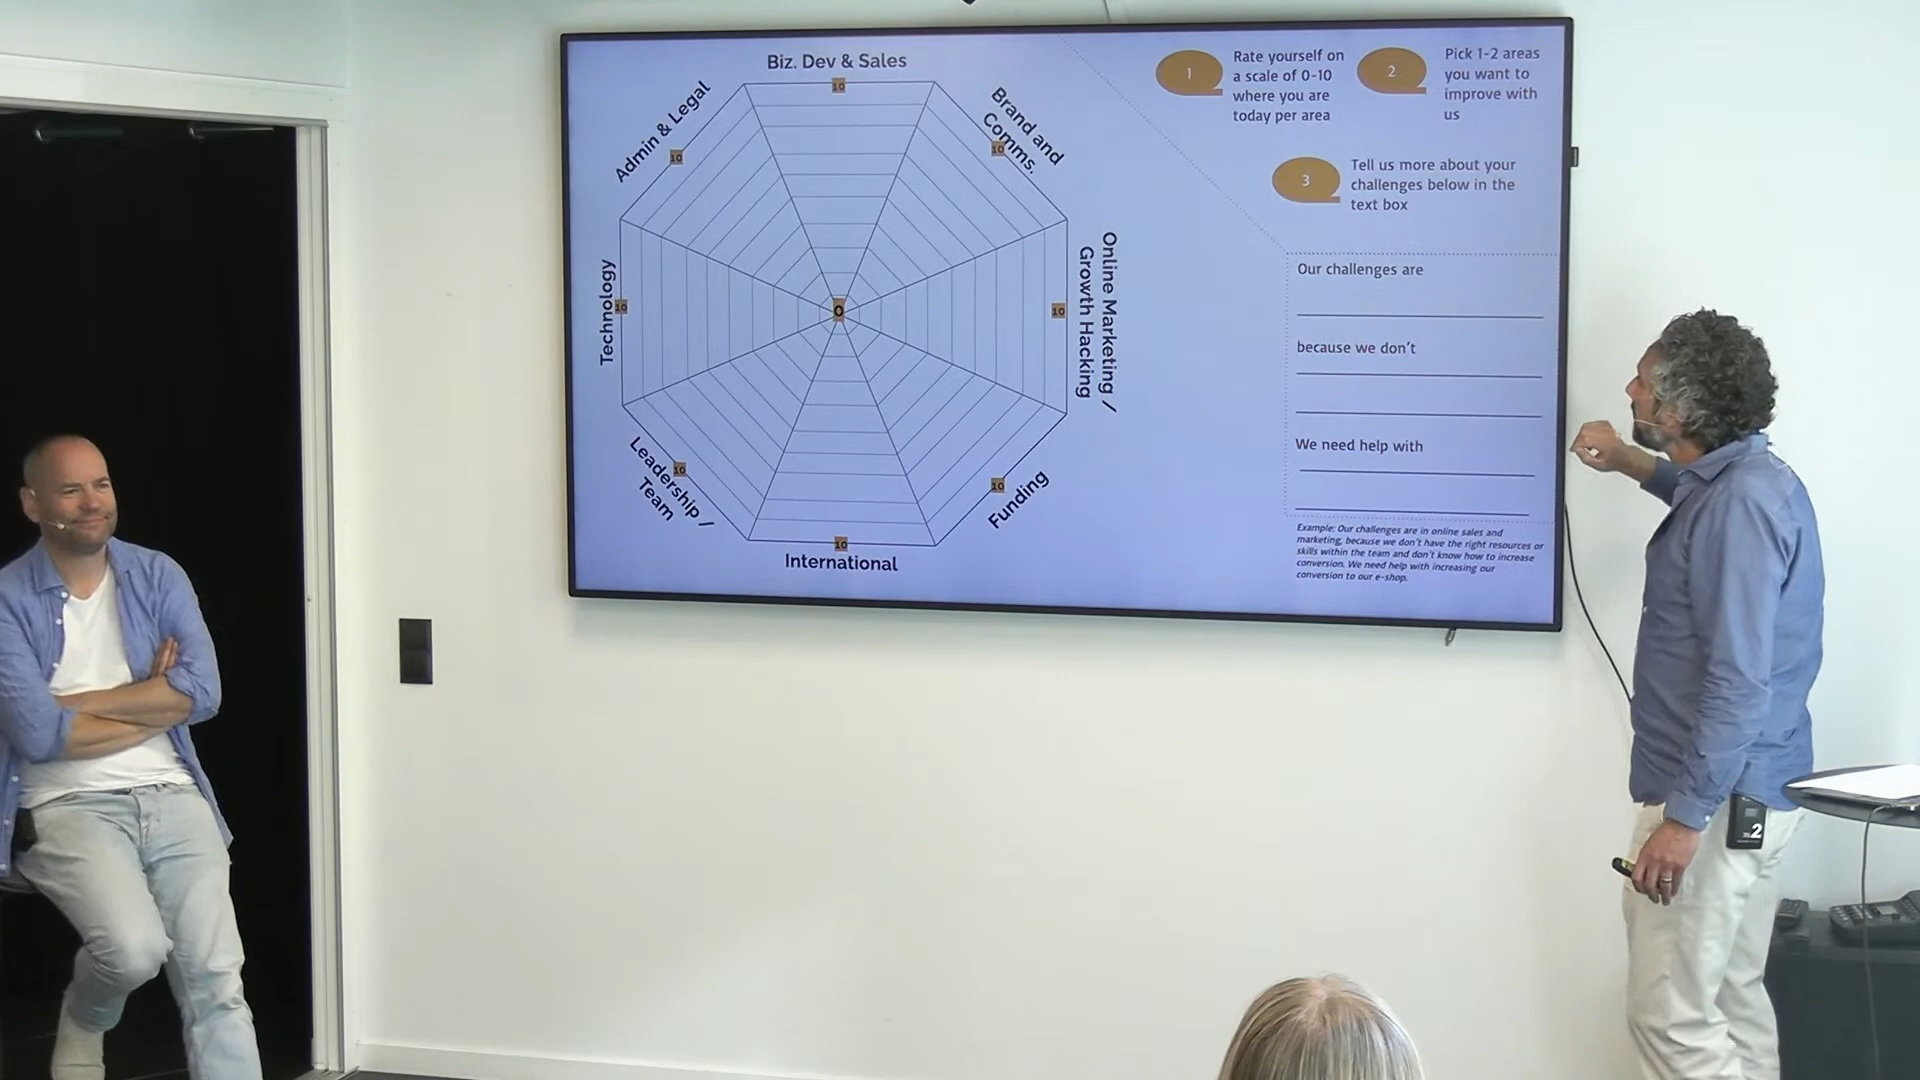 Biz. Dev & Sales
10
Admin & Legal
10
Brand and
Comms.
10
Technology
10
0
10
Online Marketing /
Growth Hacking
Leadership /
Team
10
International
10
Funding
10
1
Rate yourself on
a scale of 0-10
where you are
today per area
2
Pick 1-2 areas
you want to
improve with
us
3
Tell us more about your
challenges below in the
text box
Our challenges are
because we don't
We need help with
Example: Our challenges are in online sales and
marketing, because we don't have the right resources or
skills within the team and don't know how to increase
conversion. We need help with increasing our
conversion to our e-shop.
2